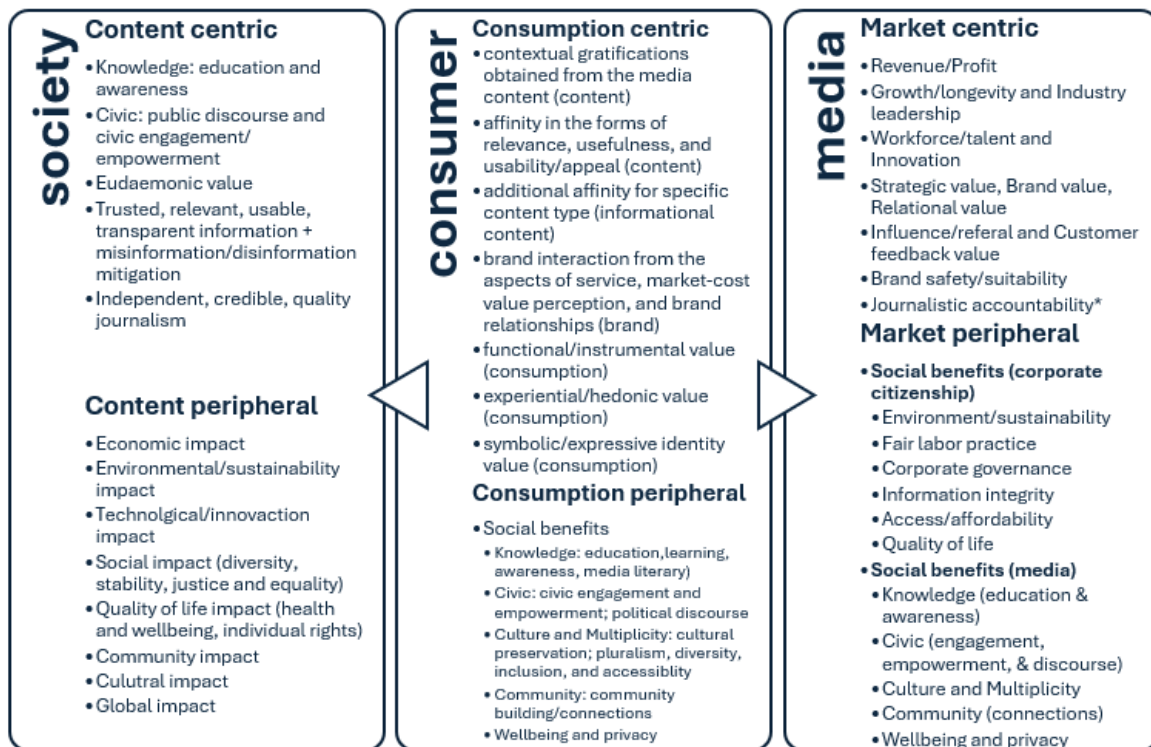 society
Content centric
•Knowledge: education and
awareness
•Civic: public discourse and
civic engagement/
empowerment
•Eudaemonic value
•Trusted, relevant, usable,
transparent information +
misinformation/disinformation
mitigation
•Independent, credible, quality
journalism
Content peripheral
•Economic impact
•Environmental/sustainability
impact
•Technolgical/innovaction
impact
•Social impact (diversity,
stability, justice and equality)
•Quality of life impact (health
and wellbeing, individual rights)
•Community impact
•Culutral impact
•Global impact
consumer
Consumption centric
•contextual gratifications
obtained from the media
content (content)
•affinity in the forms of
relevance, usefulness, and
usability/appeal (content)
•additional affinity for specific
content type (informational
content)
•brand interaction from the
aspects of service, market-cost
value perception, and brand
relationships (brand)
•functional/instrumental value
(consumption)
•experiential/hedonic value
(consumption)
•symbolic/expressive identity
value (consumption)
Consumption peripheral
•Social benefits
•Knowledge: education,learning,
awareness, media literary)
•Civic: civic engagement and
empowerment; political discourse
•Culture and Multiplicity: cultural
preservation; pluralism, diversity,
inclusion, and accessiblity
•Community: community
building/connections
•Wellbeing and privacy
media
Market centric
•Revenue/Profit
•Growth/longevity and Industry
leadership
•Workforce/talent and
Innovation
•Strategic value, Brand value,
Relational value
•Influence/referal and Customer
feedback value
•Brand safety/suitability
•Journalistic accountability*
Market peripheral
•Social benefits (corporate
citizenship)
•Environment/sustainability
•Fair labor practice
•Corporate governance
•Information integrity
•Access/affordability
•Quality of life
•Social benefits (media)
•Knowledge (education &
awareness)
•Civic (engagement,
empowerment, & discourse)
•Culture and Multiplicity
•Community (connections)
•Wellbeing and privacy